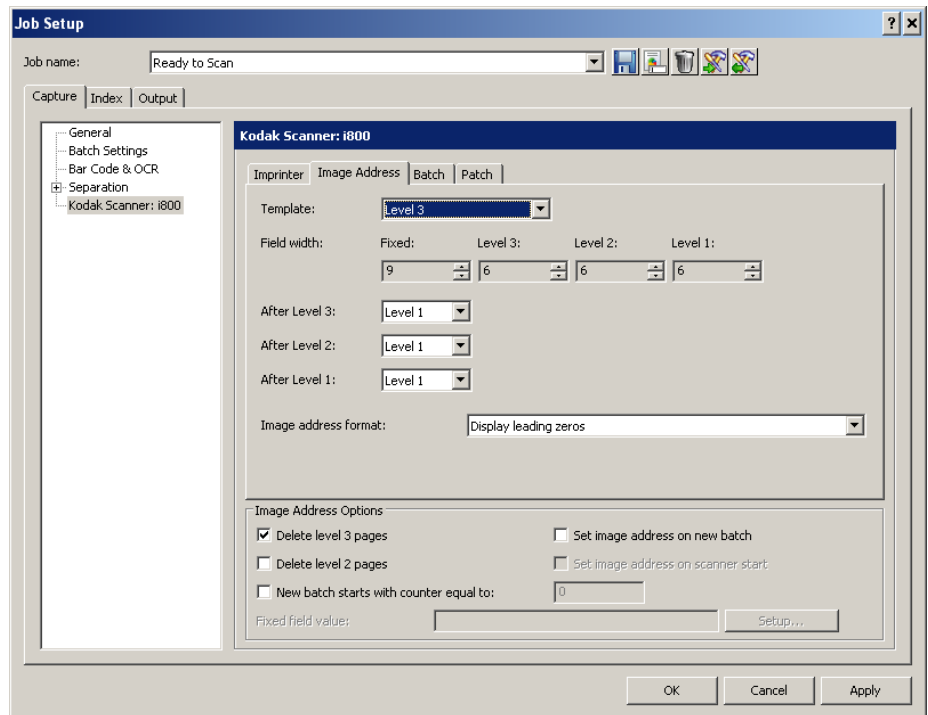 Job Setup
Job name: Ready to Scan
Capture Index Output
General
Batch Settings
Bar Code & OCR
Separation
Kodak Scanner: i800
Kodak Scanner: i800
Imprinter Image Address Batch Patch
Template: Level 3
Field width: Fixed: Level 3: Level 2: Level 1:
9 6 6 6
After Level 3: Level 1
After Level 2: Level 1
After Level 1: Level 1
Image address format: Display leading zeros
Image Address Options
Delete level 3 pages Set image address on new batch
Delete level 2 pages Set image address on scanner start
New batch starts with counter equal to: 0
Fixed field value: Setup...
OK Cancel Apply